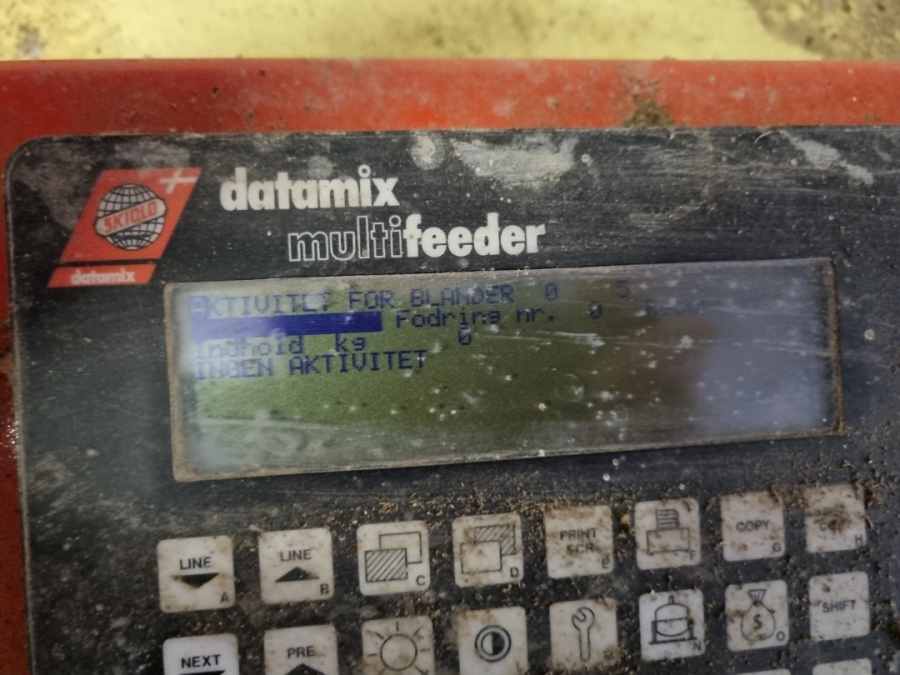 SKIOLD
datamix
datamix
multifeeder
AKTIVITET FOR BLANDER 0 5
Fodring nr. 0
Indhold kg 0
INGEN AKTIVITET
LINE A
LINE B
C
D
PRINT SCR E
F
COPY G
H
NEXT
PRE
N
$ O
SHIFT